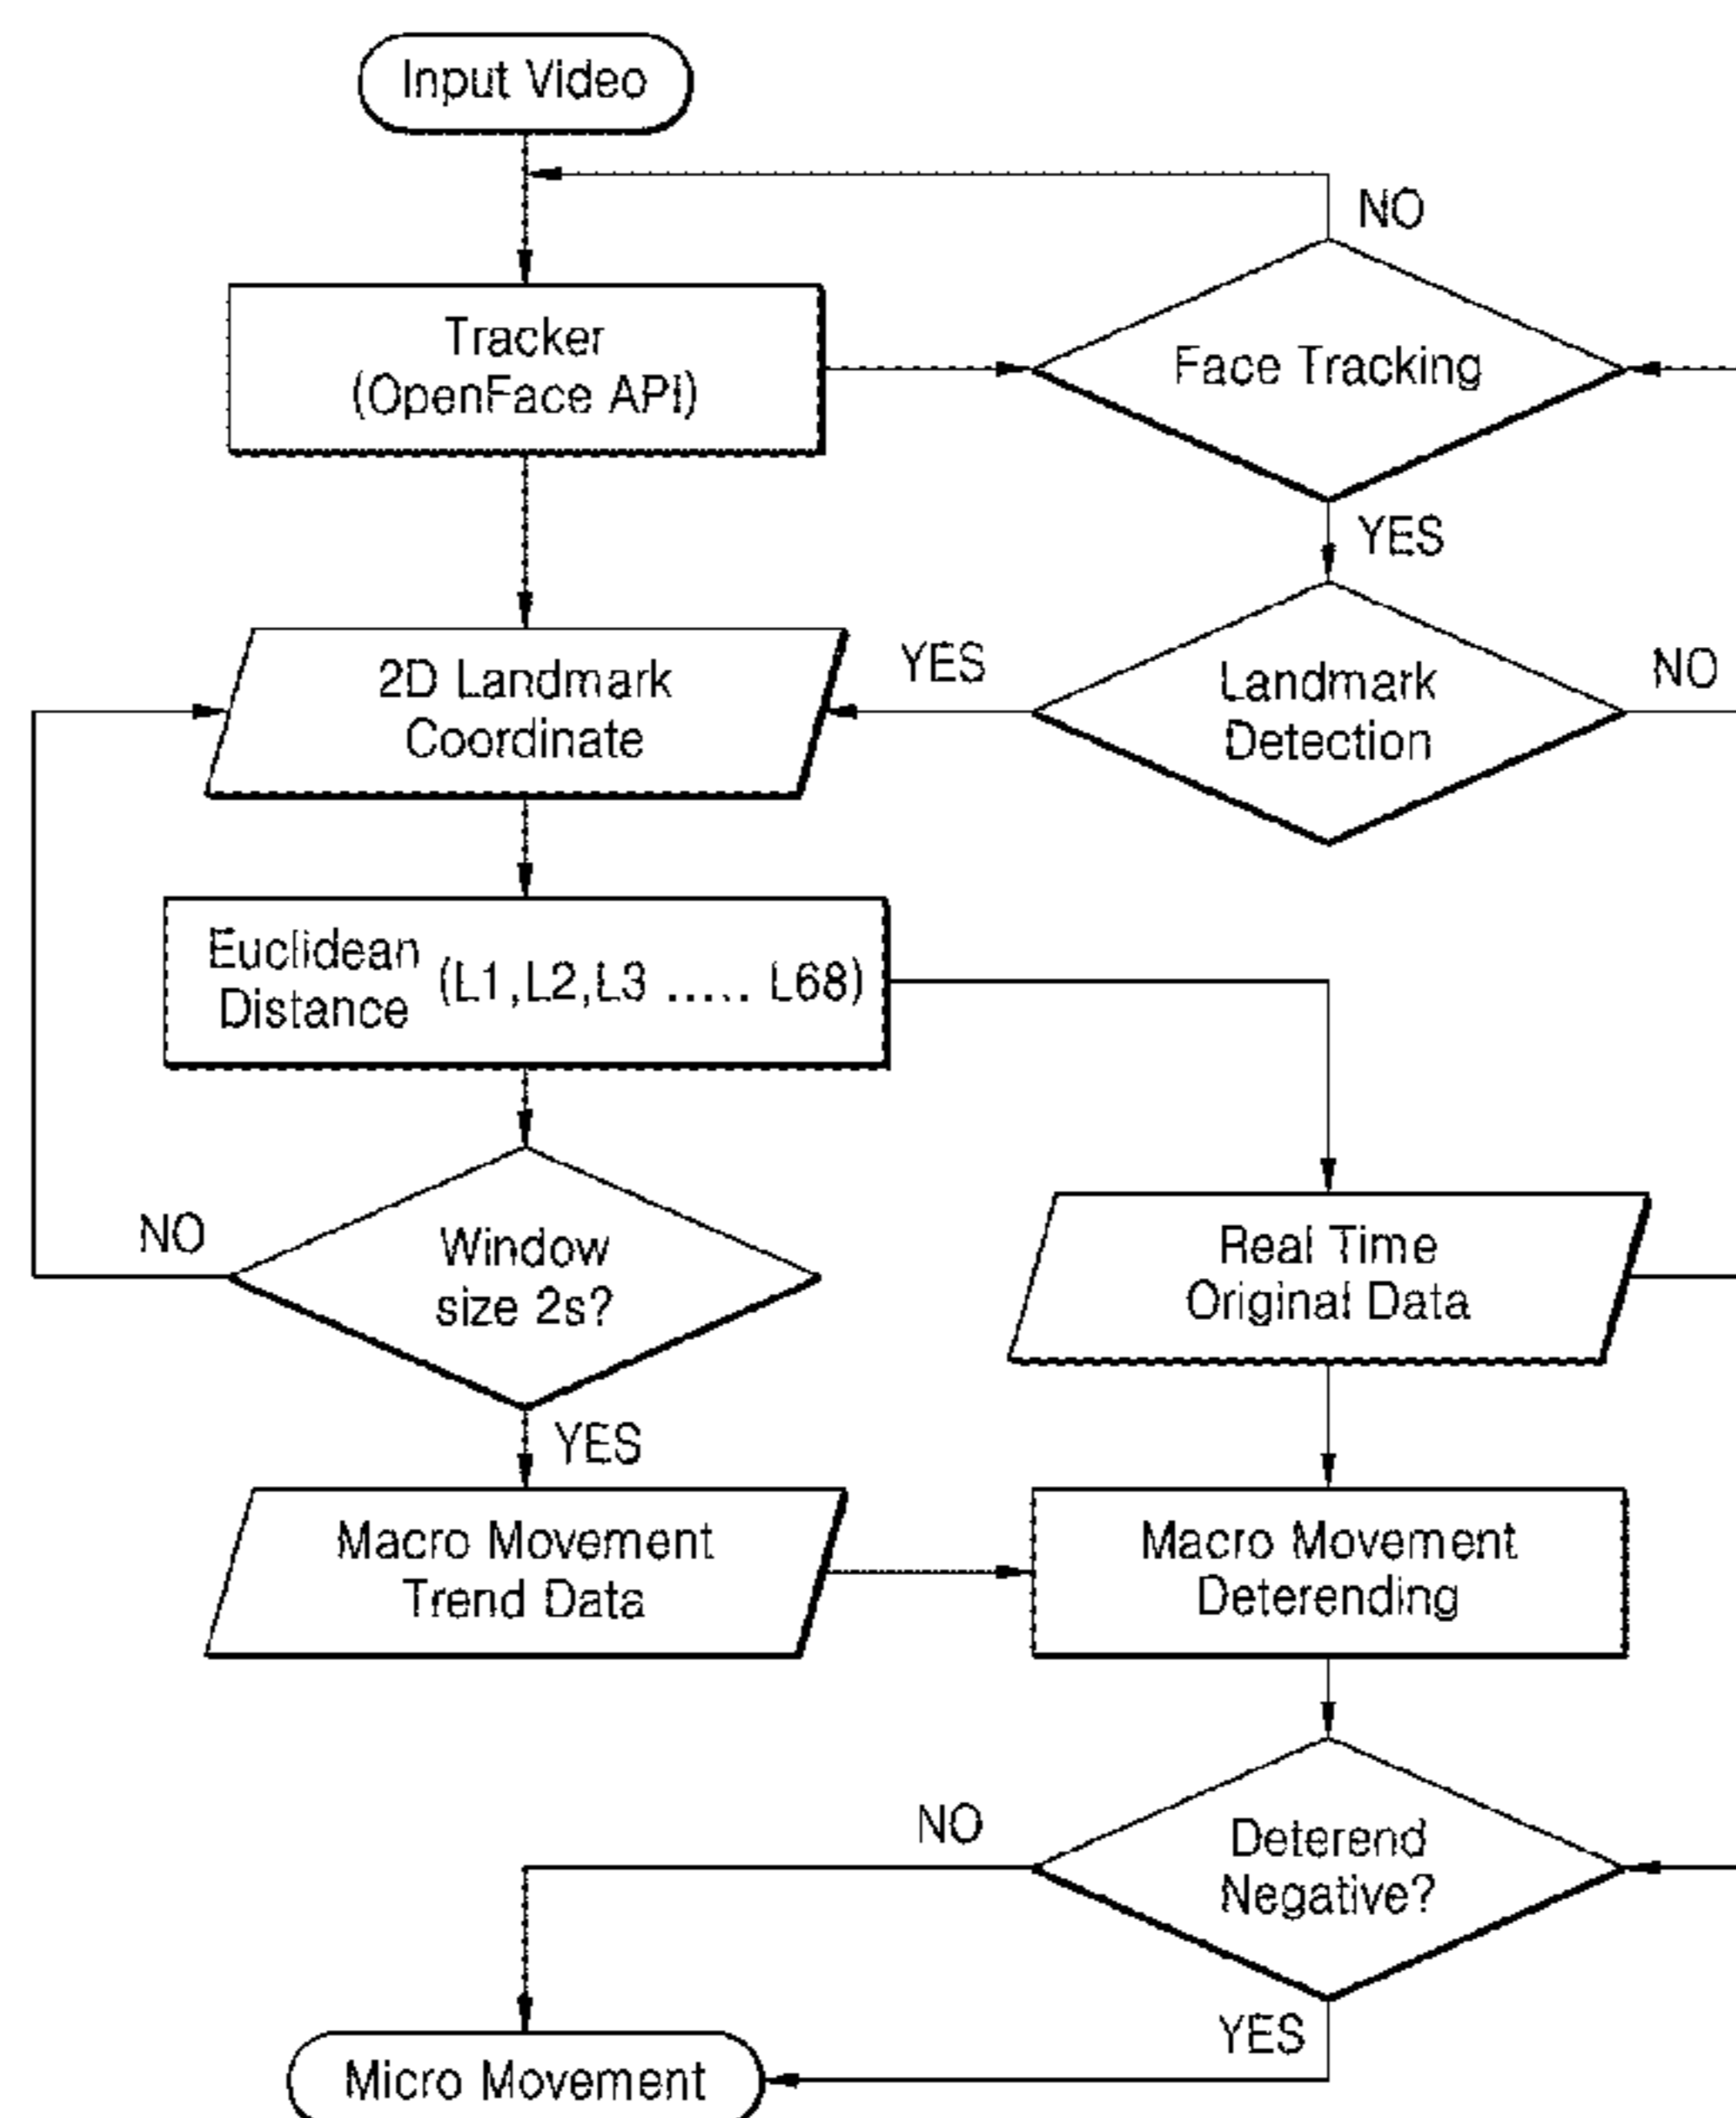 Input Video
NO
Tracker
(OpenFace API)
Face Tracking
YES
2D Landmark
Coordinate
YES
Landmark
Detection
NO
Euclidean
Distance
(L1,L2,L3 ..... L68)
NO
Window
size 2s?
Real Time
Original Data
YES
Macro Movement
Trend Data
Macro Movement
Deterending
NO
Deterend
Negative?
YES
Micro Movement